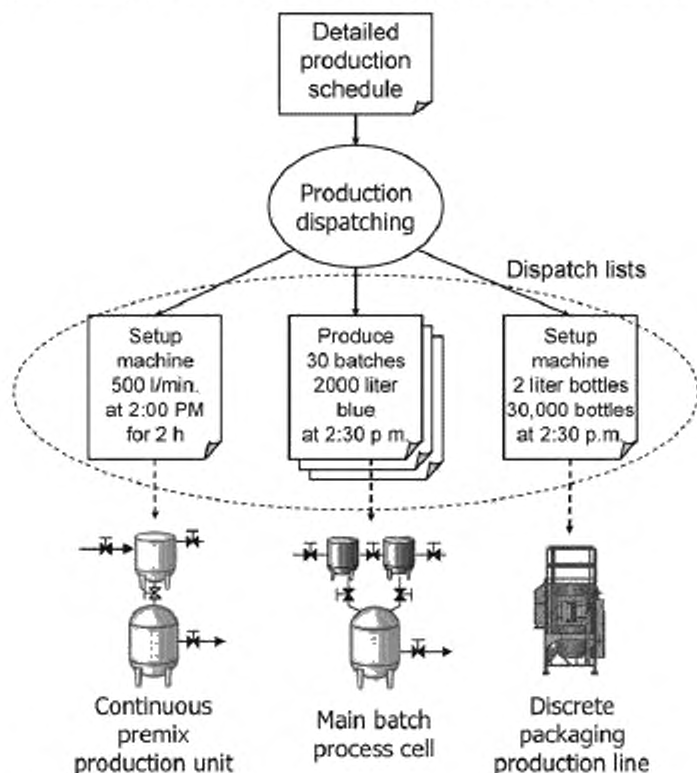 Detailed
production
schedule
Production
dispatching
Dispatch lists
Setup
machine
500 l/min.
at 2:00 PM
for 2 h
Produce
30 batches
2000 liter
blue
at 2:30 p m.
Setup
machine
2 liter bottles
30,000 bottles
at 2:30 p.m.
Continuous
premix
production unit
Main batch
process cell
Discrete
packaging
production line